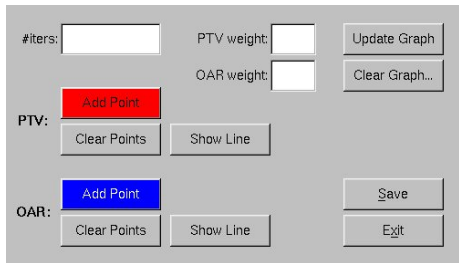 #iters: PTV weight: Update Graph
OAR weight: Clear Graph...
Add Point
PTV:
Clear Points Show Line
Add Point Save
OAR:
Clear Points Show Line Exit